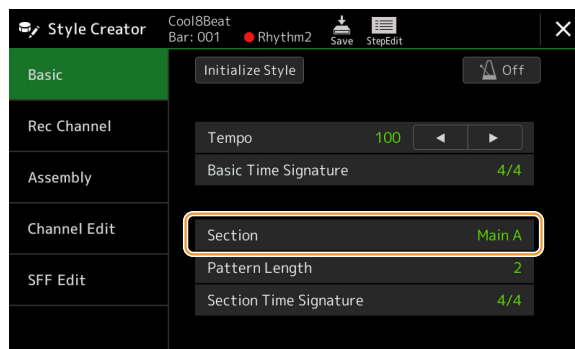 Style Creator
Cool8Beat
Bar: 001 Rhythm2
Save
StepEdit
Basic
Initialize Style
Off
Rec Channel
Tempo 100
Assembly
Basic Time Signature 4/4
Channel Edit
Section Main A
SFF Edit
Pattern Length 2
Section Time Signature 4/4